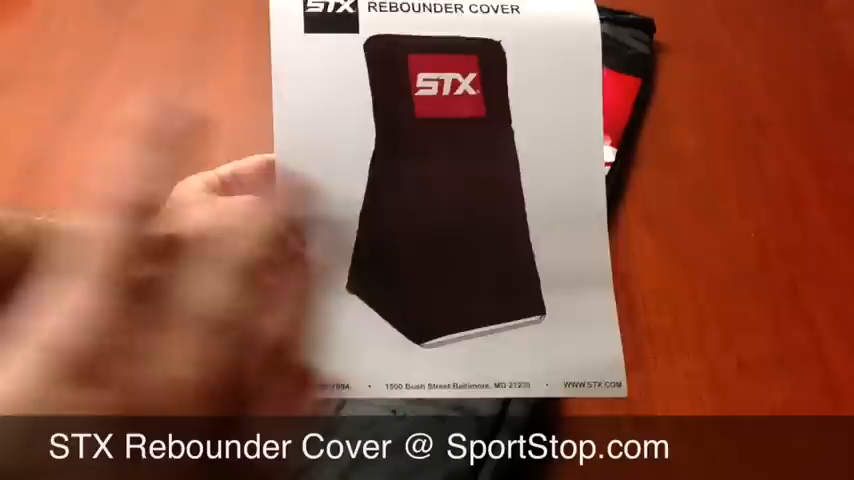 STX REBOUNDER COVER
STX
1500 Bush Street Baltimore, MD 21230 • WWW.STX.COM
STX Rebounder Cover @ SportStop.com